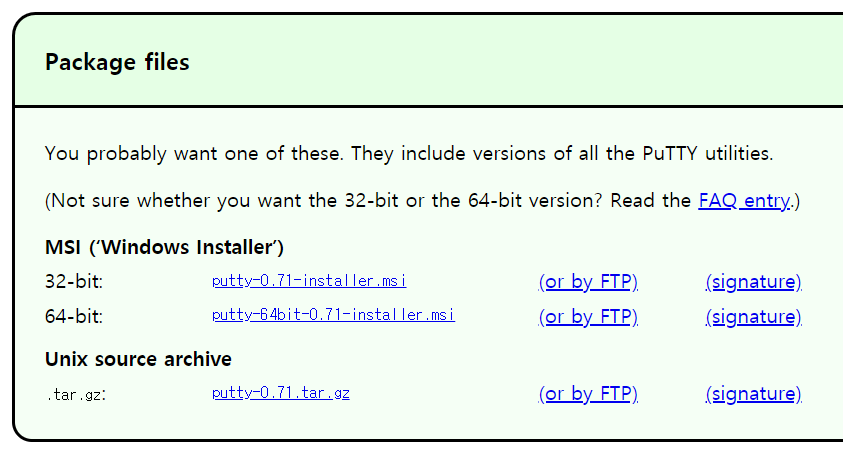 Package files
You probably want one of these. They include versions of all the PuTTY utilities.
(Not sure whether you want the 32-bit or the 64-bit version? Read the FAQ entry.)
MSI (‘Windows Installer’)
32-bit: putty-0.71-installer.msi (or by FTP) (signature)
64-bit: putty-64bit-0.71-installer.msi (or by FTP) (signature)
Unix source archive
.tar.gz: putty-0.71.tar.gz (or by FTP) (signature)